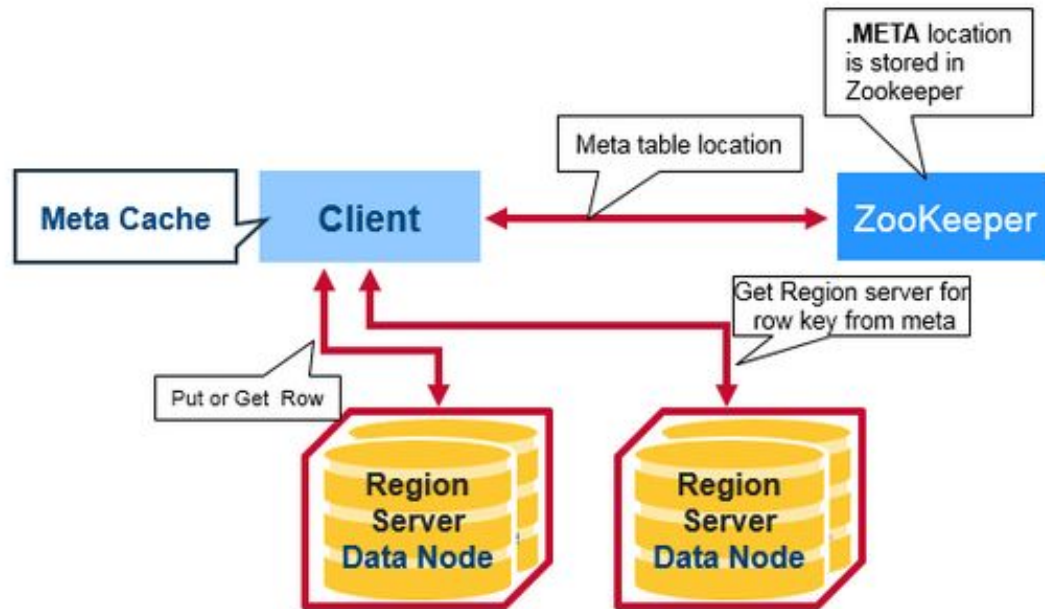 .META location
is stored in
Zookeeper
Meta table location
Meta Cache
Client
ZooKeeper
Get Region server for
row key from meta
Put or Get Row
Region
Server
Data Node
Region
Server
Data Node